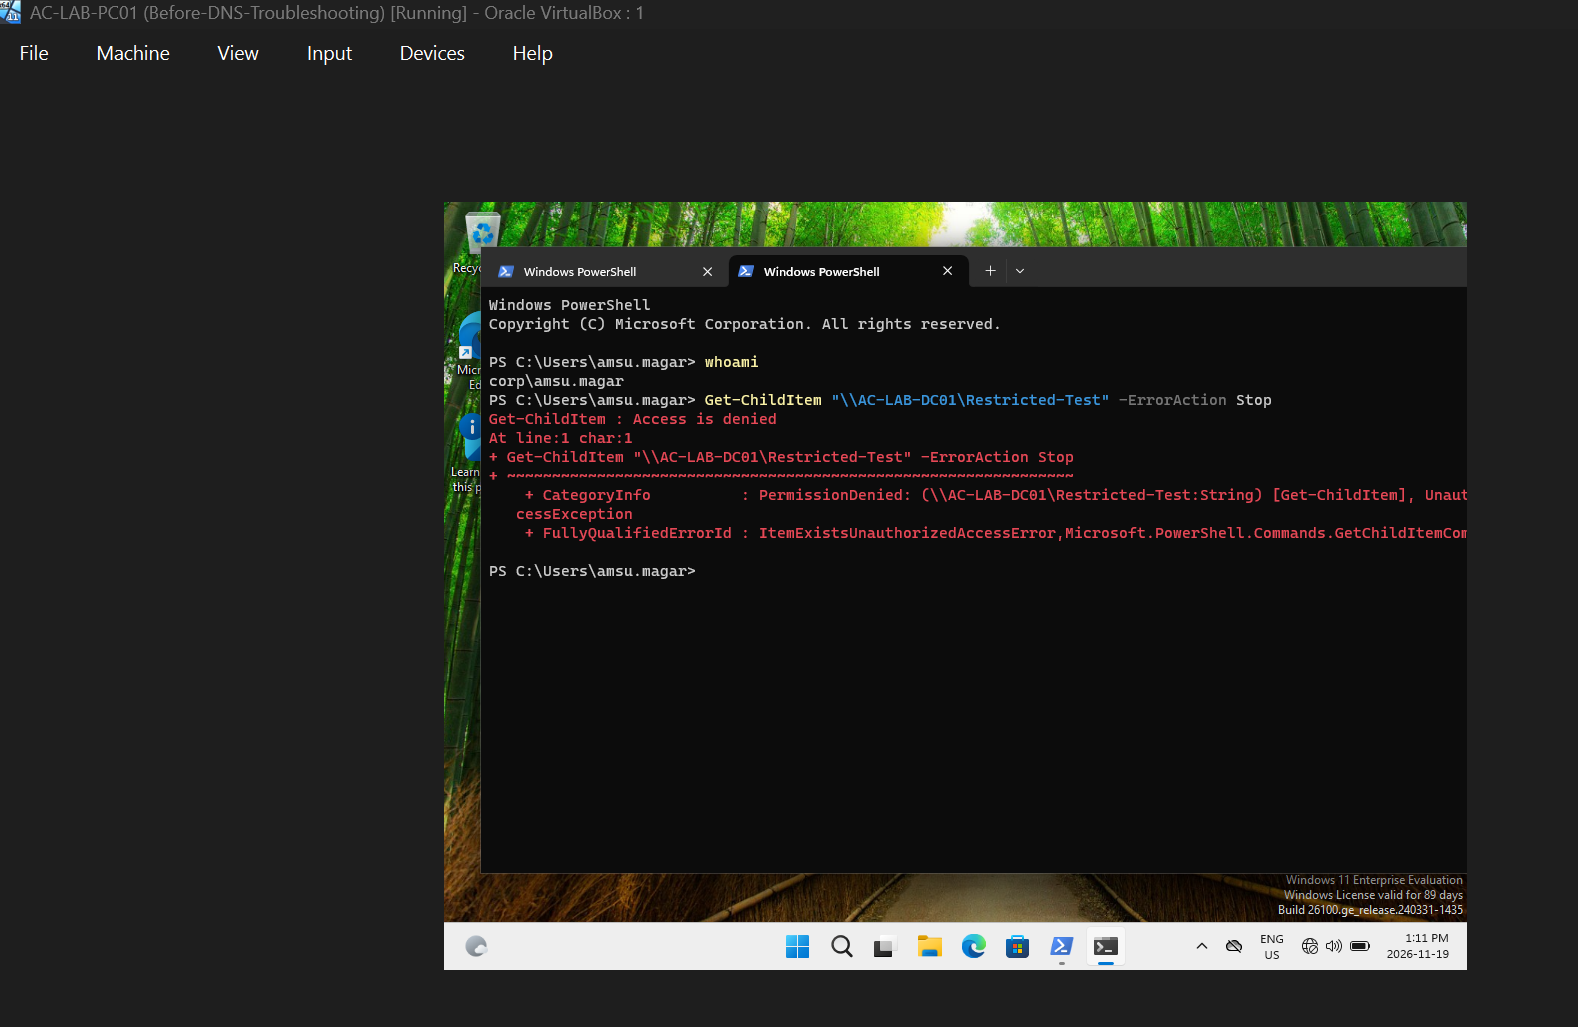 AC-LAB-PC01 (Before-DNS-Troubleshooting) [Running] - Oracle VirtualBox : 1
File Machine View Input Devices Help
Windows PowerShell
Windows PowerShell
Windows PowerShell
Copyright (C) Microsoft Corporation. All rights reserved.
PS C:\Users\amsu.magar> whoami
corp\amsu.magar
PS C:\Users\amsu.magar> Get-ChildItem "\\AC-LAB-DC01\Restricted-Test" -ErrorAction Stop
Get-ChildItem : Access is denied
At line:1 char:1
+ Get-ChildItem "\\AC-LAB-DC01\Restricted-Test" -ErrorAction Stop
+ ~~~~~~~~~~~~~~~~~~~~~~~~~~~~~~~~~~~~~~~~~~~~~~~~~~~~~~~~~~~~~~~
+ CategoryInfo : PermissionDenied: (\\AC-LAB-DC01\Restricted-Test:String) [Get-ChildItem], Unaut
cessException
+ FullyQualifiedErrorId : ItemExistsUnauthorizedAccessError,Microsoft.PowerShell.Commands.GetChildItemCom
PS C:\Users\amsu.magar>
Recyc
Micr
Ed
Learn
this p
Windows 11 Enterprise Evaluation
Windows License valid for 89 days
Build 26100.ge_release.240331-1435
ENG
US
1:11 PM
2026-11-19